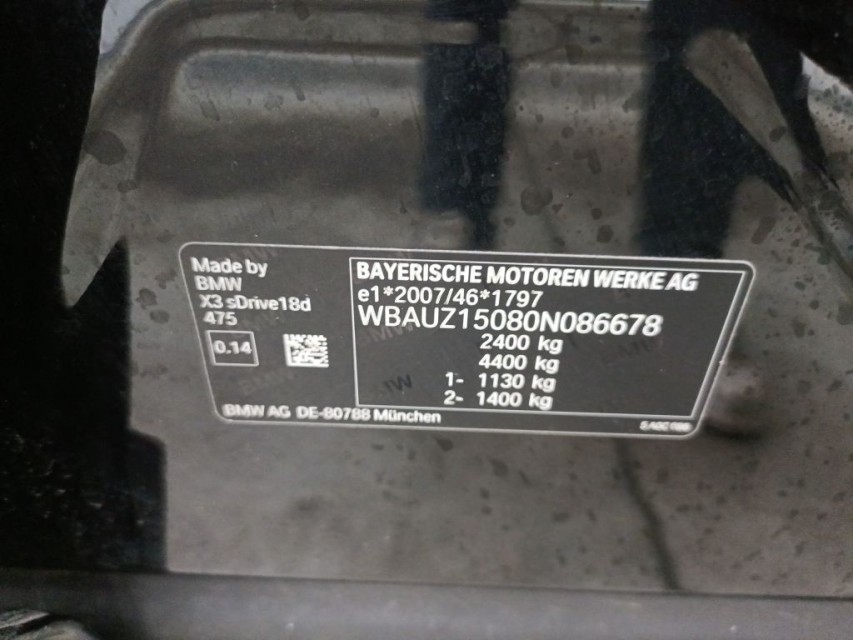 Made by
BMW
X3 sDrive18d
475
0.14
BMW AG DE-80788 München
BAYERISCHE MOTOREN WERKE AG
e1*2007/46*1797
WBAUZ15080N086678
2400 kg
4400 kg
1- 1130 kg
2- 1400 kg